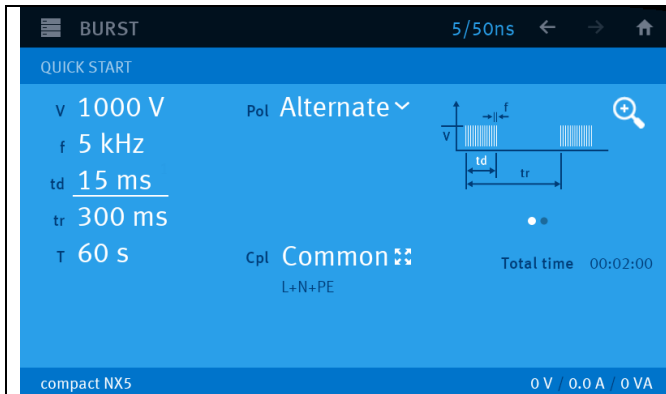 BURST 5/50ns
QUICK START
V 1000 V Pol Alternate
f 5 kHz
td 15 ms
tr 300 ms
T 60 s Cpl Common
L+N+PE
f
V
td
tr
Total time 00:02:00
compact NX5 0 V / 0.0 A / 0 VA